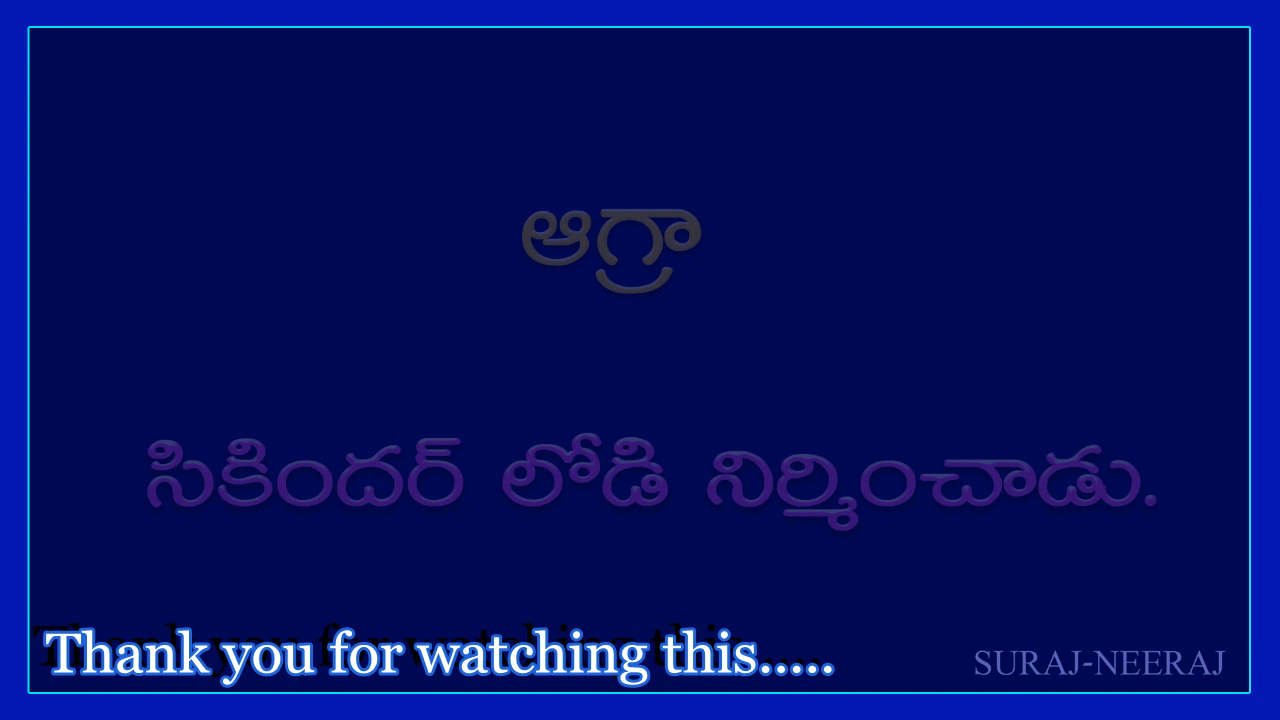 ఆగ్రా
సికిందర్ లోడి నిర్మించాడు.
Thank you for watching this.....
SURAJ-NEERAJ